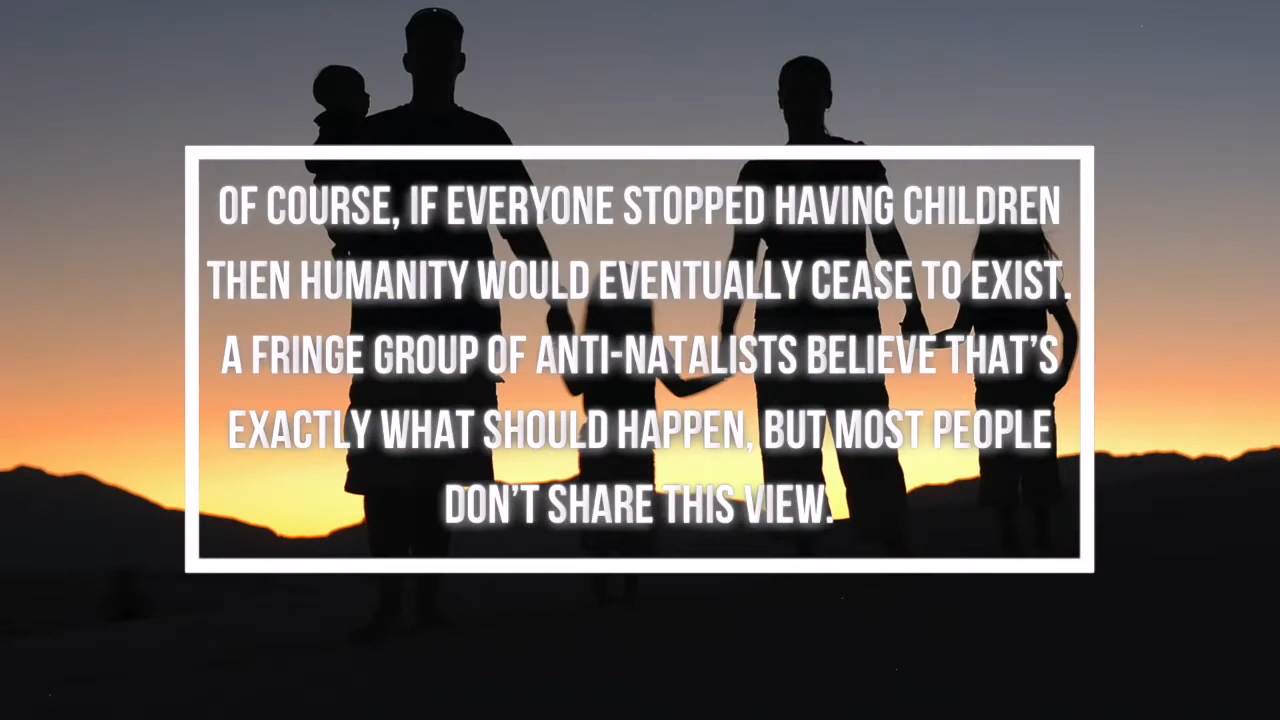 OF COURSE, IF EVERYONE STOPPED HAVING CHILDREN
THEN HUMANITY WOULD EVENTUALLY CEASE TO EXIST.
A FRINGE GROUP OF ANTI-NATALISTS BELIEVE THAT'S
EXACTLY WHAT SHOULD HAPPEN, BUT MOST PEOPLE
DON'T SHARE THIS VIEW.